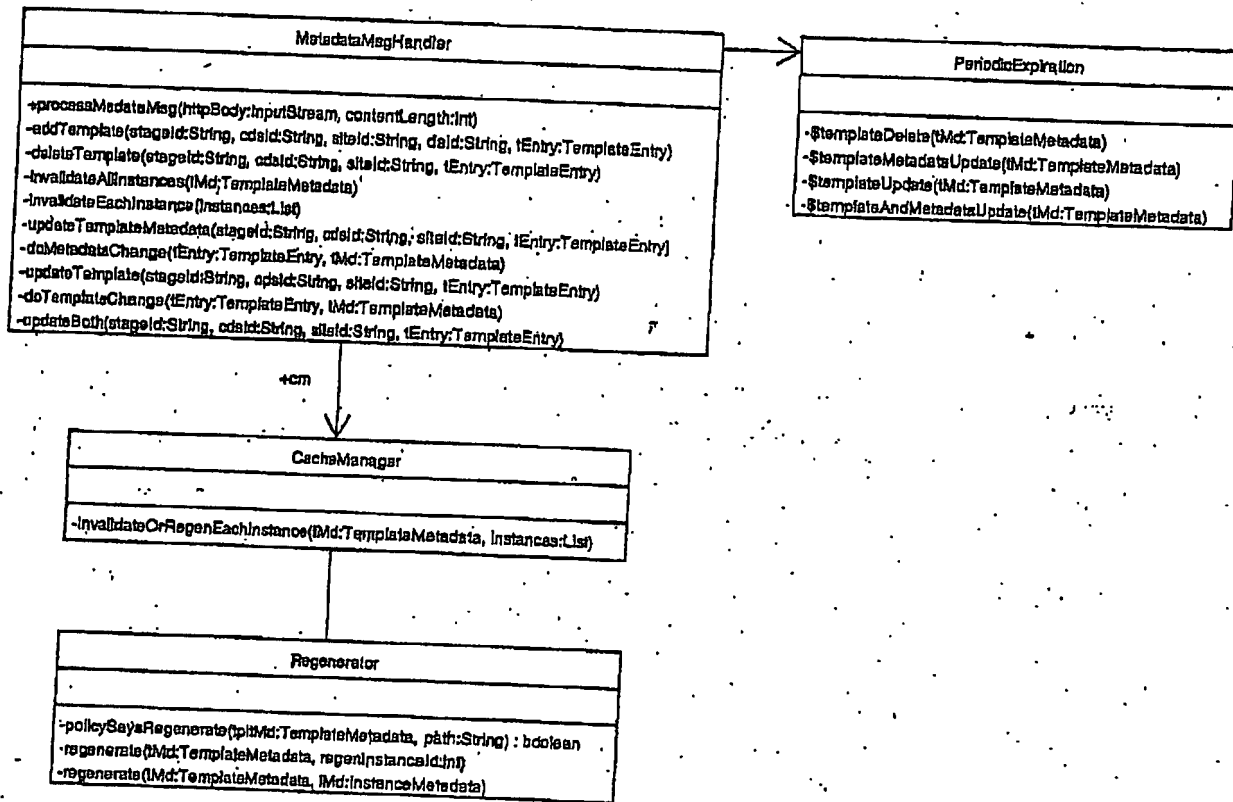 MetadataMsgHandler
+processMedateMsg(httpBody:InputStream, contentLength:Int)
-addTemplate(stageId:String, cdsId:String, siteId:String, dsId:String, tEntry:TemplateEntry)
-deleteTemplate(stageId:String, cdsId:String, siteId:String, tEntry:TemplateEntry)
-invalidateAllInstances(tMd:TemplateMetadata)
-invalidateEachInstance(instances:List)
-updateTemplateMetadata(stageId:String, cdsId:String, siteId:String, tEntry:TemplateEntry)
-doMetadataChange(tEntry:TemplateEntry, tMd:TemplateMetadata)
-updateTemplate(stageId:String, cdsId:String, siteId:String, tEntry:TemplateEntry)
-doTemplateChange(tEntry:TemplateEntry, tMd:TemplateMetadata)
-updateBoth(stageId:String, cdsId:String, siteId:String, tEntry:TemplateEntry)
PeriodicExpiration
-$templateDelete(tMd:TemplateMetadata)
-$templateMetadataUpdate(tMd:TemplateMetadata)
-$templateUpdate(tMd:TemplateMetadata)
-$templateAndMetadataUpdate(tMd:TemplateMetadata)
+cm
CacheManager
-invalidateOrRegenEachInstance(tMd:TemplateMetadata, instances:List)
Regenerator
-policySaysRegenerate(tpltMd:TemplateMetadata, path:String) : boolean
-regenerate(tMd:TemplateMetadata, regenInstanceId:int)
-regenerate(tMd:TemplateMetadata, iMd:InstanceMetadata)